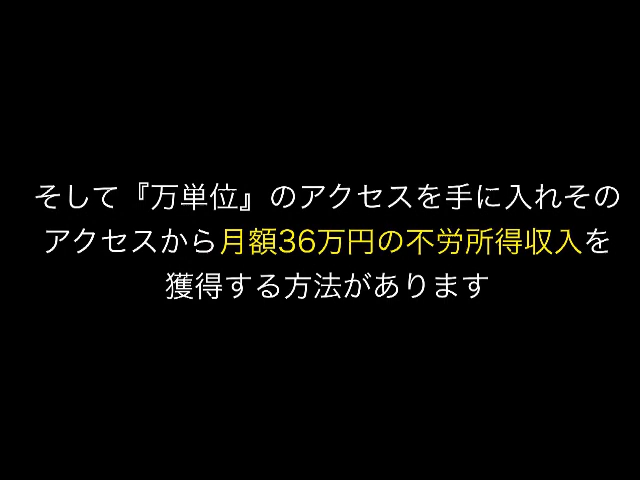 そして『万単位』のアクセスを手に入れその
アクセスから月額36万円の不労所得収入を
獲得する方法があります